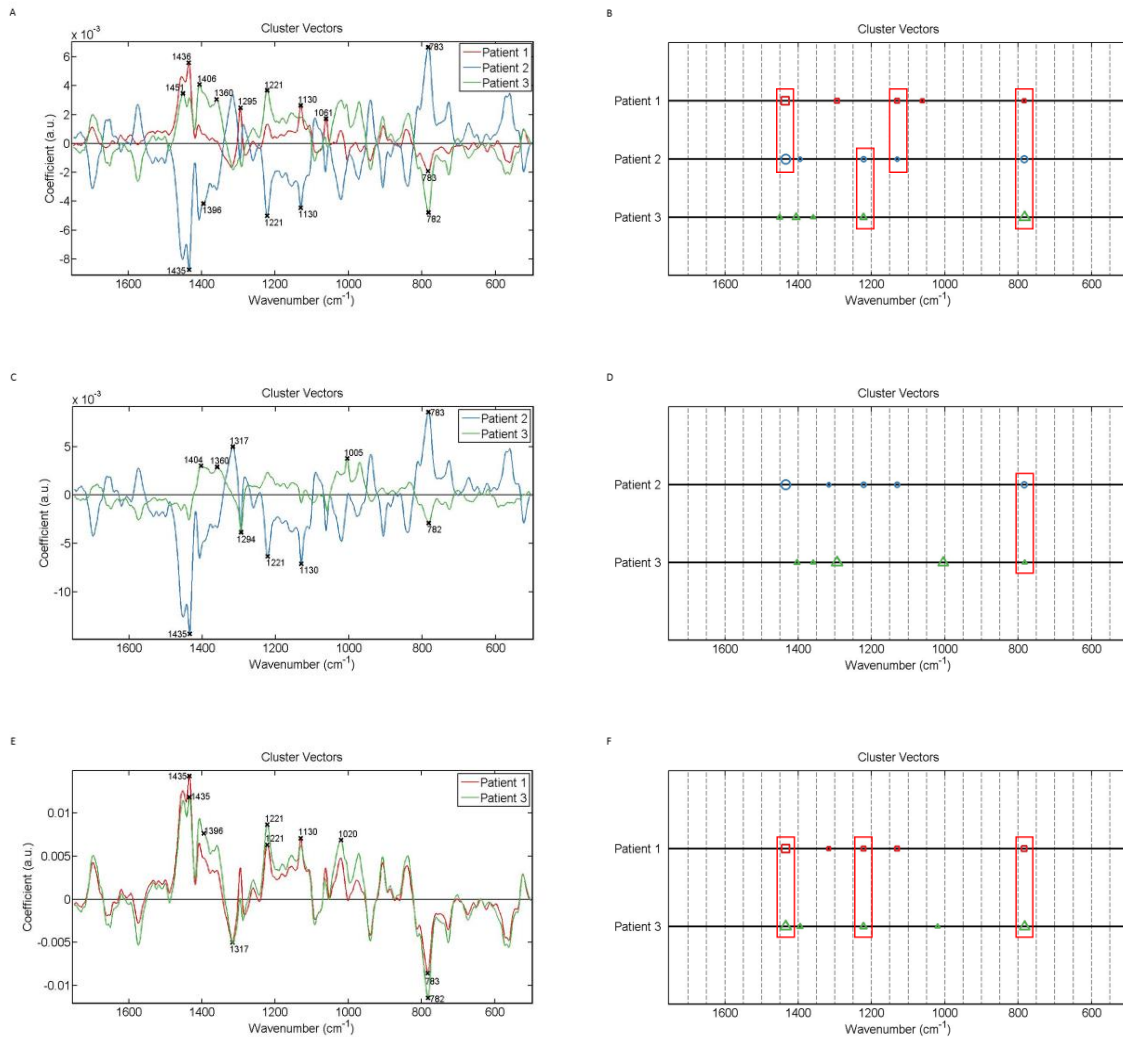 A
Cluster Vectors
x 10⁻³
Patient 1
Patient 2
Patient 3
6
4
2
0
-2
-4
-6
-8
Coefficient (a.u.)
783
1436
1451
1406
1360
1295
1221
1130
1061
783
782
1396
1221
1130
1435
1600 1400 1200 1000 800 600
Wavenumber (cm⁻¹)
B
Cluster Vectors
Patient 1
Patient 2
Patient 3
1600 1400 1200 1000 800 600
Wavenumber (cm⁻¹)
C
Cluster Vectors
x 10⁻³
Patient 2
Patient 3
5
0
-5
-10
Coefficient (a.u.)
783
1317
1404
1360
1005
782
1294
1221
1130
1435
1600 1400 1200 1000 800 600
Wavenumber (cm⁻¹)
D
Cluster Vectors
Patient 2
Patient 3
1600 1400 1200 1000 800 600
Wavenumber (cm⁻¹)
E
Cluster Vectors
Patient 1
Patient 3
0.01
0.005
0
-0.005
-0.01
Coefficient (a.u.)
1435
1435
1396
1221
1221
1130
1020
1317
783
782
1600 1400 1200 1000 800 600
Wavenumber (cm⁻¹)
F
Cluster Vectors
Patient 1
Patient 3
1600 1400 1200 1000 800 600
Wavenumber (cm⁻¹)